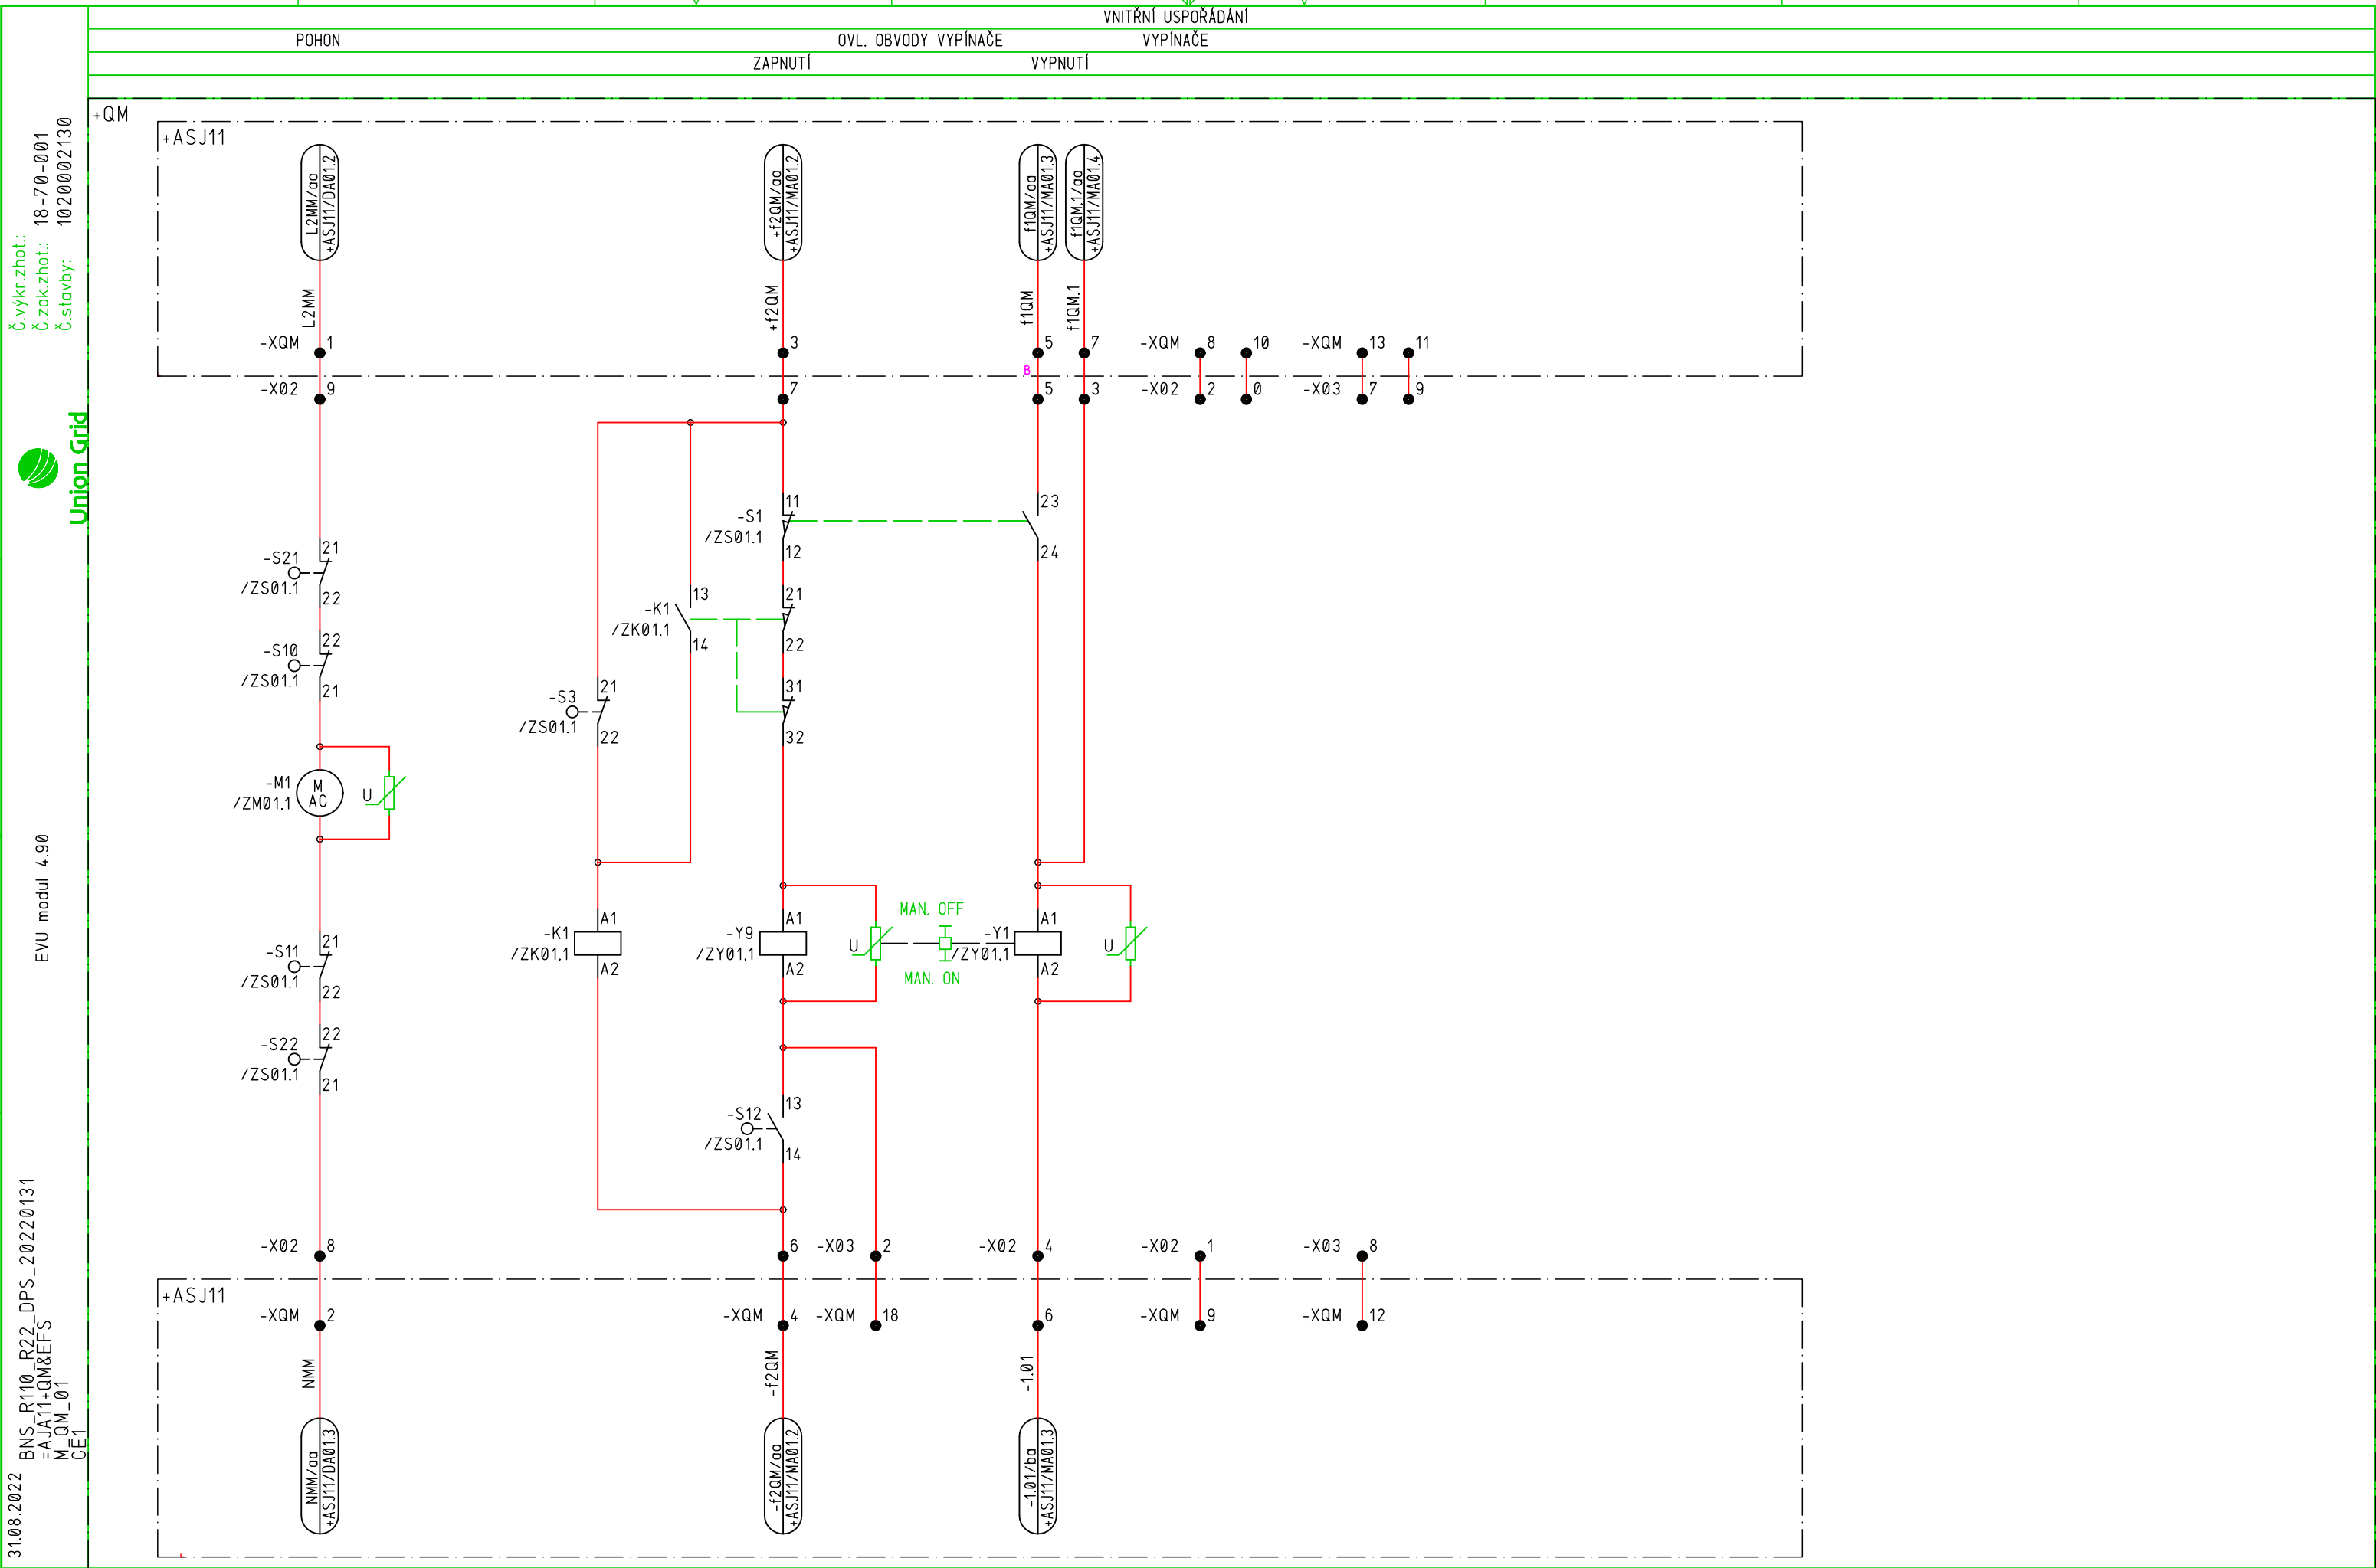 VNITŘNÍ USPOŘÁDÁNÍ
POHON
OVL. OBVODY VYPÍNAČE
VYPÍNAČE
ZAPNUTÍ
VYPNUTÍ
Č.výkr.zhot.:
Č.zak.zhot.: 18-70-001
Č.stavby: 1020002130
Union Grid
EVU modul 4.90
BNS_R110_R22_DPS_20220131
=AJA11+QM&EFS
M_QM_01
CE1
31.08.2022
+QM
+ASJ11
L2MM/aa
+ASJ11/DA01.2
+f2QM/aa
+ASJ11/MA01.2
f1QM/aa
+ASJ11/MA01.3
f1QM.1/aa
+ASJ11/MA01.4
L2MM
+f2QM
f1QM
f1QM.1
-XQM 1
3
5
7
-XQM 8
10
-XQM 13
11
B
-X02 9
7
5
3
-X02 2
0
-X03 7
9
11
-S1
/ZS01.1
12
23
24
21
-S21
/ZS01.1
22
13
-K1
/ZK01.1
14
21
22
22
-S10
/ZS01.1
21
21
-S3
/ZS01.1
22
31
32
-M1
/ZM01.1
M
AC
U
A1
-K1
/ZK01.1
A2
A1
-Y9
/ZY01.1
A2
U
MAN. OFF
MAN. ON
A1
-Y1
/ZY01.1
A2
U
21
-S11
/ZS01.1
22
22
-S22
/ZS01.1
21
13
-S12
/ZS01.1
14
-X02 8
6
-X03 2
-X02 4
-X02 1
-X03 8
+ASJ11
-XQM 2
-XQM 4
-XQM 18
6
-XQM 9
-XQM 12
NMM
-f2QM
-1.01
NMM/aa
+ASJ11/DA01.3
-f2QM/aa
+ASJ11/MA01.2
-1.01/ba
+ASJ11/MA01.3